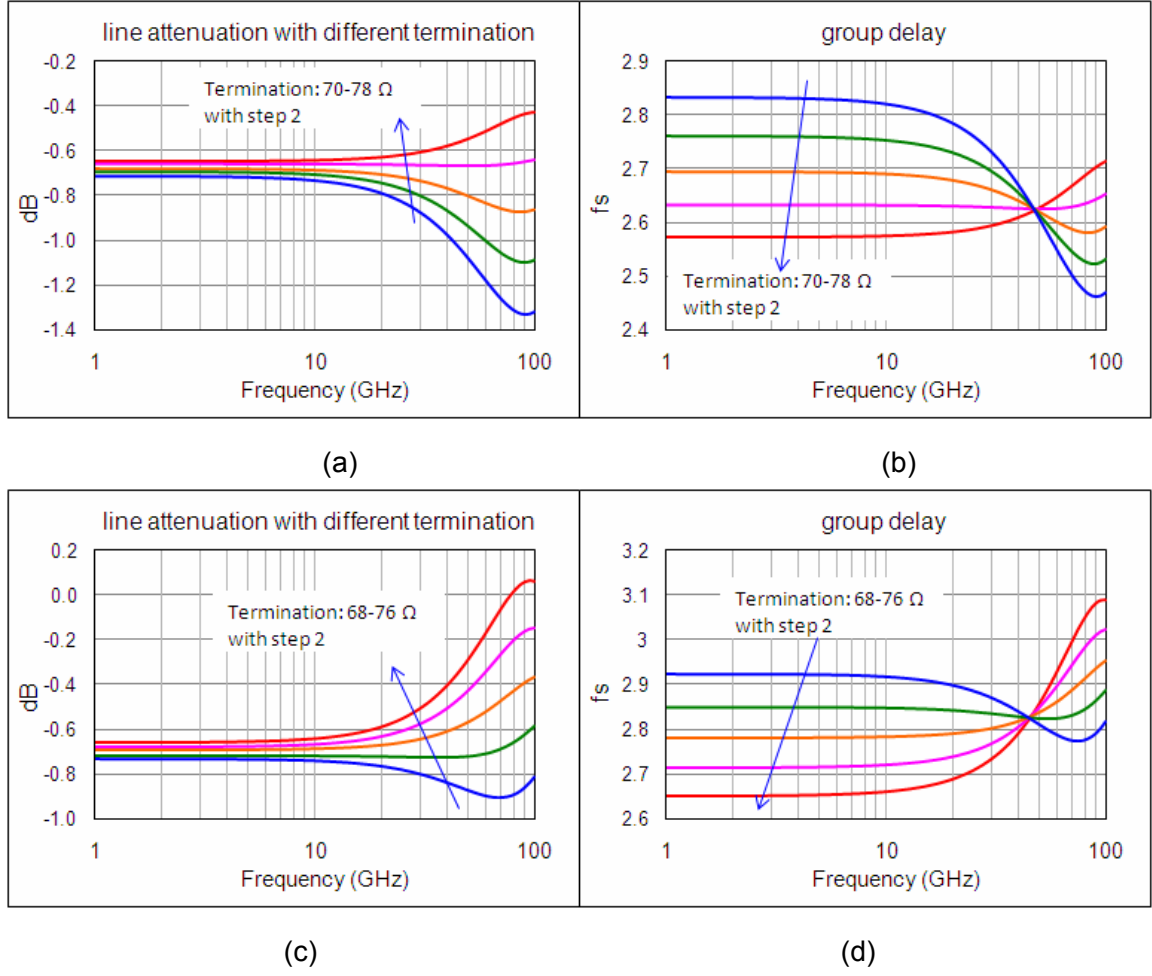 line attenuation with different termination
-0.2
-0.4
-0.6
-0.8
-1.0
-1.2
-1.4
dB
Termination: 70-78 Ω
with step 2
1 10 100
Frequency (GHz)
group delay
2.9
2.8
2.7
2.6
2.5
2.4
fs
Termination: 70-78 Ω
with step 2
1 10 100
Frequency (GHz)
(a) (b)
line attenuation with different termination
0.2
0.0
-0.2
-0.4
-0.6
-0.8
-1.0
dB
Termination: 68-76 Ω
with step 2
1 10 100
Frequency (GHz)
group delay
3.2
3.1
3
2.9
2.8
2.7
2.6
fs
Termination: 68-76 Ω
with step 2
1 10 100
Frequency (GHz)
(c) (d)